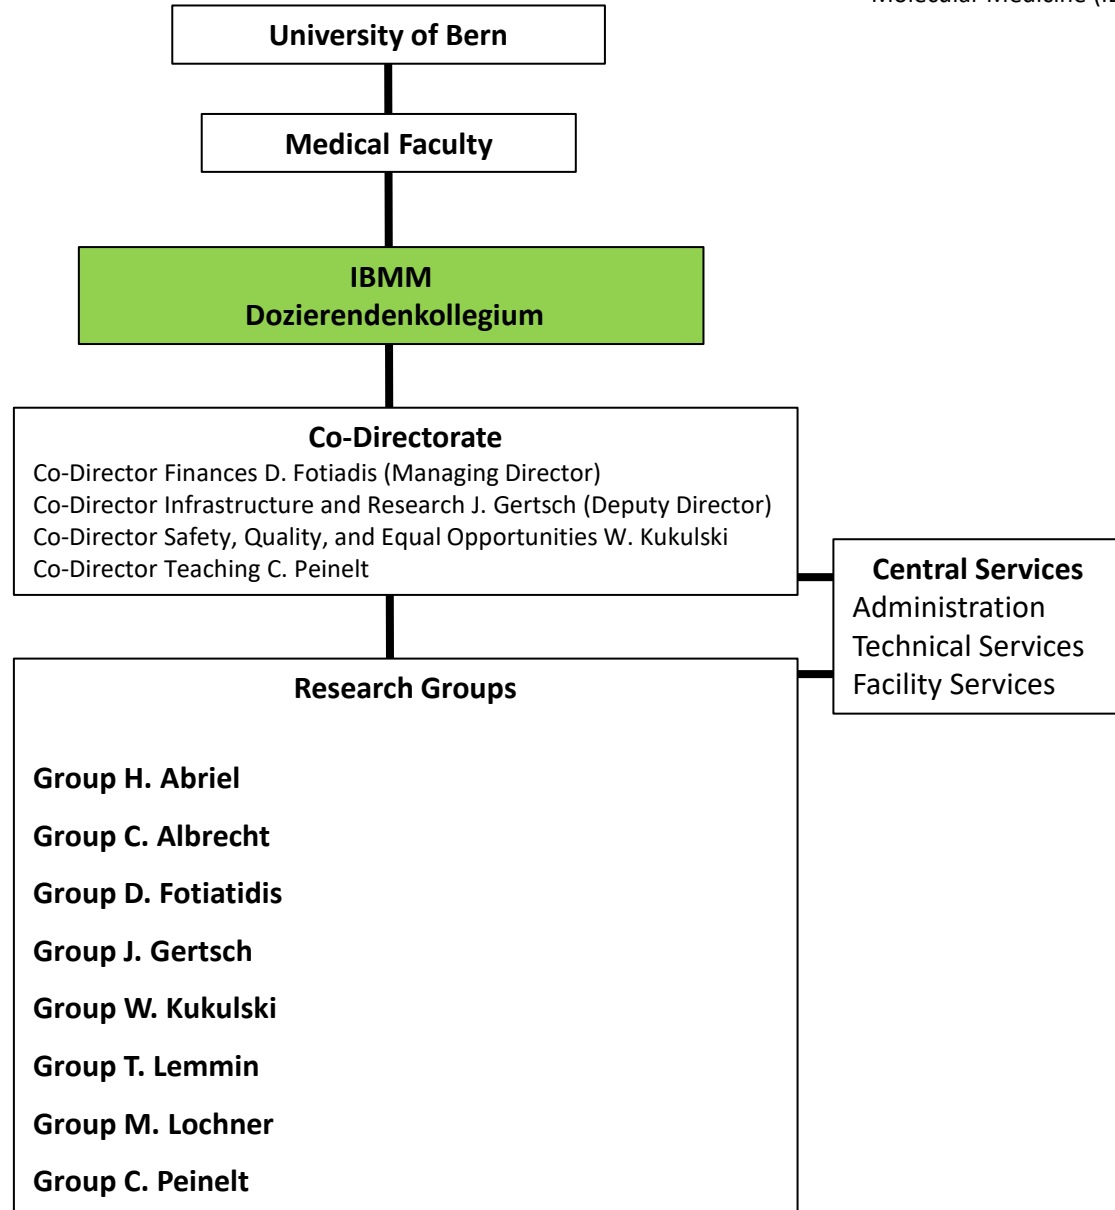 Molecular Medicine
University of Bern
Medical Faculty
IBMM
Dozierendenkollegium
Co-Directorate
Co-Director Finances D. Fotiadis (Managing Director)
Co-Director Infrastructure and Research J. Gertsch (Deputy Director)
Co-Director Safety, Quality, and Equal Opportunities W. Kukulski
Co-Director Teaching C. Peinelt
Central Services
Administration
Technical Services
Facility Services
Research Groups
Group H. Abriel
Group C. Albrecht
Group D. Fotiatidis
Group J. Gertsch
Group W. Kukulski
Group T. Lemmin
Group M. Lochner
Group C. Peinelt